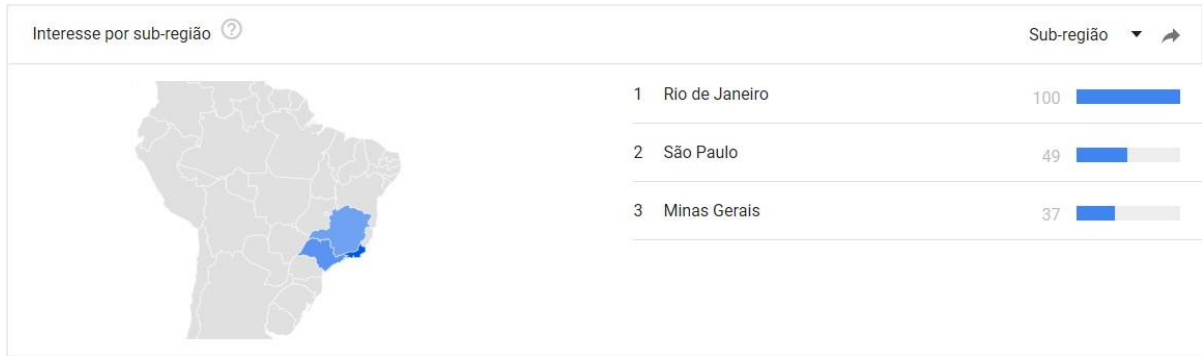 Interesse por sub-região ?
Sub-região
1 Rio de Janeiro 100
2 São Paulo 49
3 Minas Gerais 37